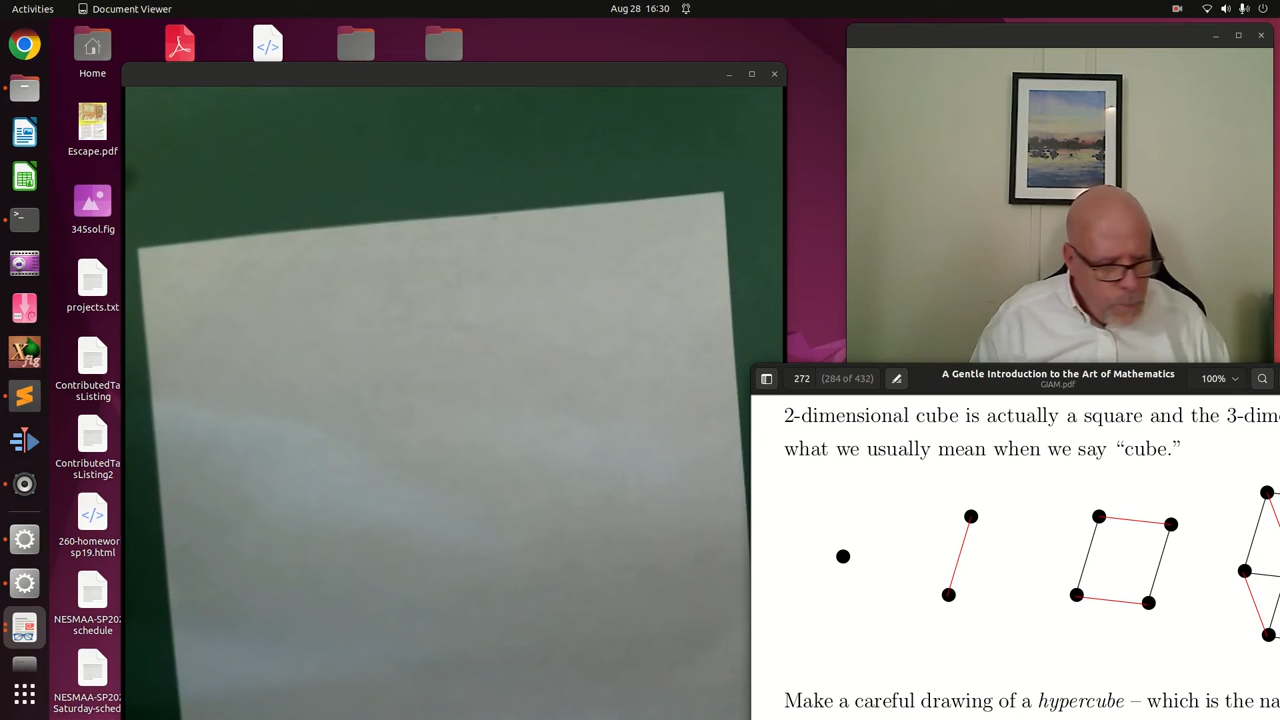 Activities
Document Viewer
Aug 28 16:30
Home
Escape.pdf
345sol.fig
projects.txt
ContributedTa
sListing
ContributedTa
sListing2
260-homewor
sp19.html
NESMAA-SP202
schedule
NESMAA-SP202
Saturday-sched
272
(284 of 432)
A Gentle Introduction to the Art of Mathematics
GIAM.pdf
100%
2-dimensional cube is actually a square and the 3-dim
what we usually mean when we say “cube.”
Make a careful drawing of a hypercube – which is the na